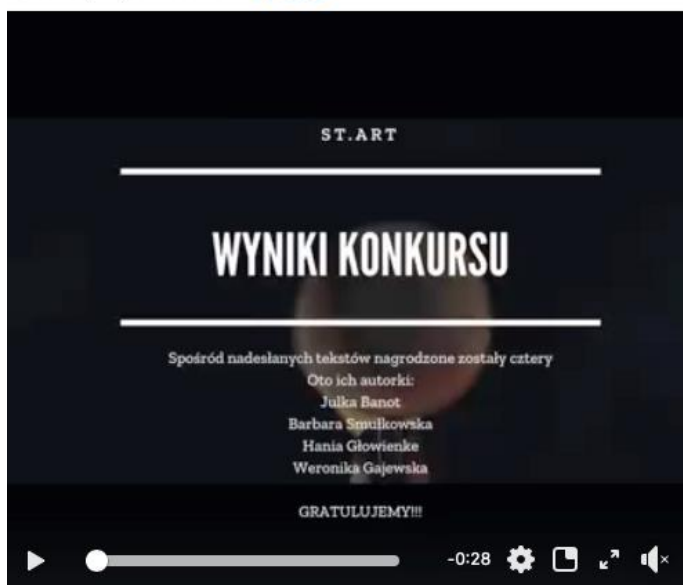 ST.ART
WYNIKI KONKURSU
Spośród nadesłanych tekstów nagrodzone zostały cztery
Oto ich autorki:
Julka Banot
Barbara Smułkowska
Hania Głowienke
Weronika Gajewska
GRATULUJEMY!!!
-0:28